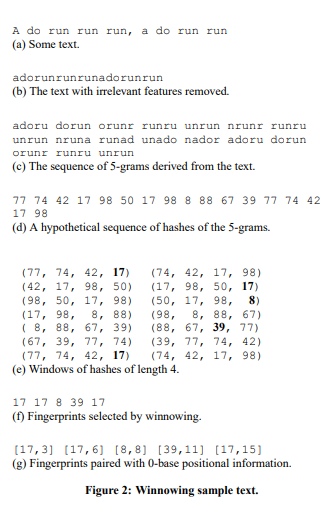 A do run run run, a do run run
(a) Some text.
adorunrunrunadorunrun
(b) The text with irrelevant features removed.
adoru dorun orunr runru unrun nrunr runru
unrun nruna runad unado nador adoru dorun
orunr runru unrun
(c) The sequence of 5-grams derived from the text.
77 74 42 17 98 50 17 98 8 88 67 39 77 74 42
17 98
(d) A hypothetical sequence of hashes of the 5-grams.
(77, 74, 42, 17) (74, 42, 17, 98)
(42, 17, 98, 50) (17, 98, 50, 17)
(98, 50, 17, 98) (50, 17, 98, 8)
(17, 98, 8, 88) (98, 8, 88, 67)
( 8, 88, 67, 39) (88, 67, 39, 77)
(67, 39, 77, 74) (39, 77, 74, 42)
(77, 74, 42, 17) (74, 42, 17, 98)
(e) Windows of hashes of length 4.
17 17 8 39 17
(f) Fingerprints selected by winnowing.
[17,3] [17,6] [8,8] [39,11] [17,15]
(g) Fingerprints paired with 0-base positional information.
Figure 2: Winnowing sample text.